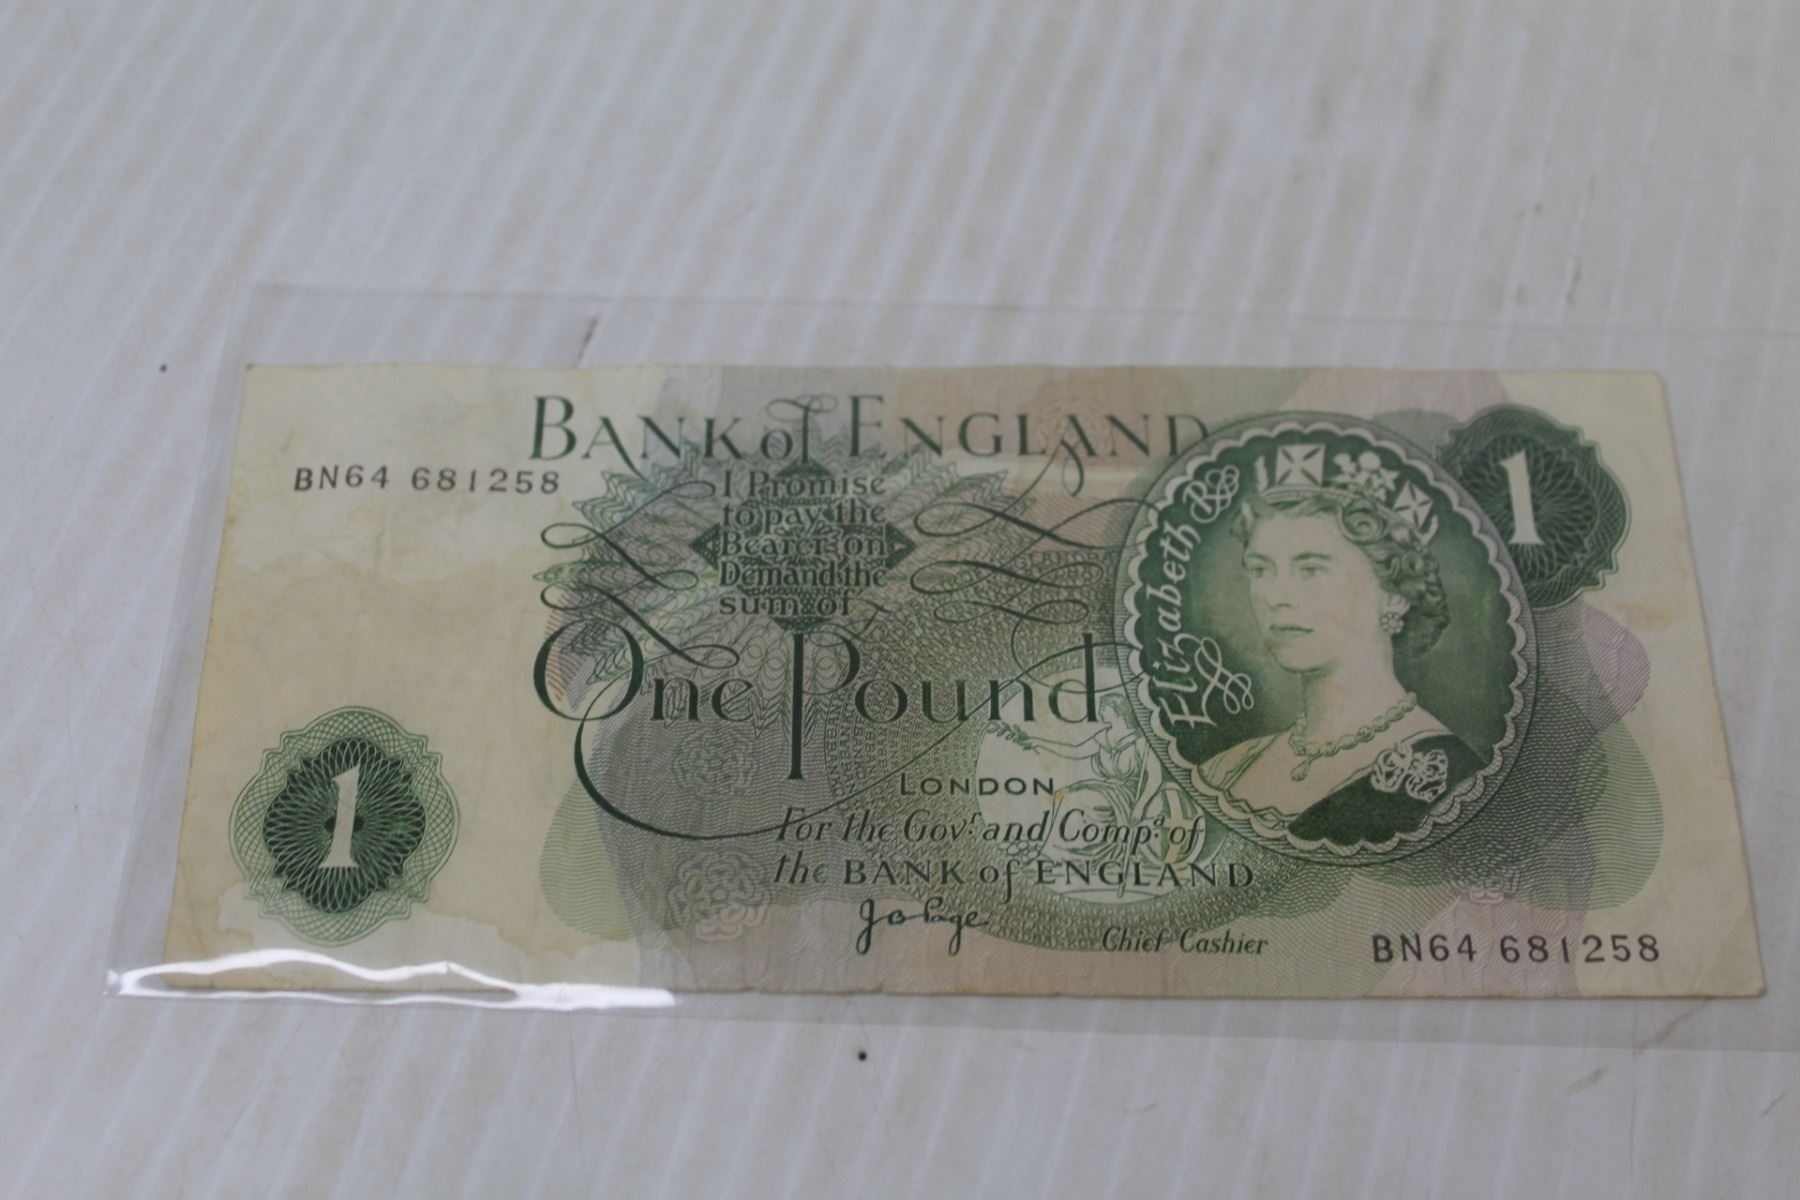 BANK of ENGLAND
BN64 681258
I Promise
to pay the
Bearer on
Demand the
sum of
One Pound
LONDON
For the Govr. and Compa. of
the BANK of ENGLAND
J B Page
Chief Cashier
Elizabeth R
1
1
BN64 681258